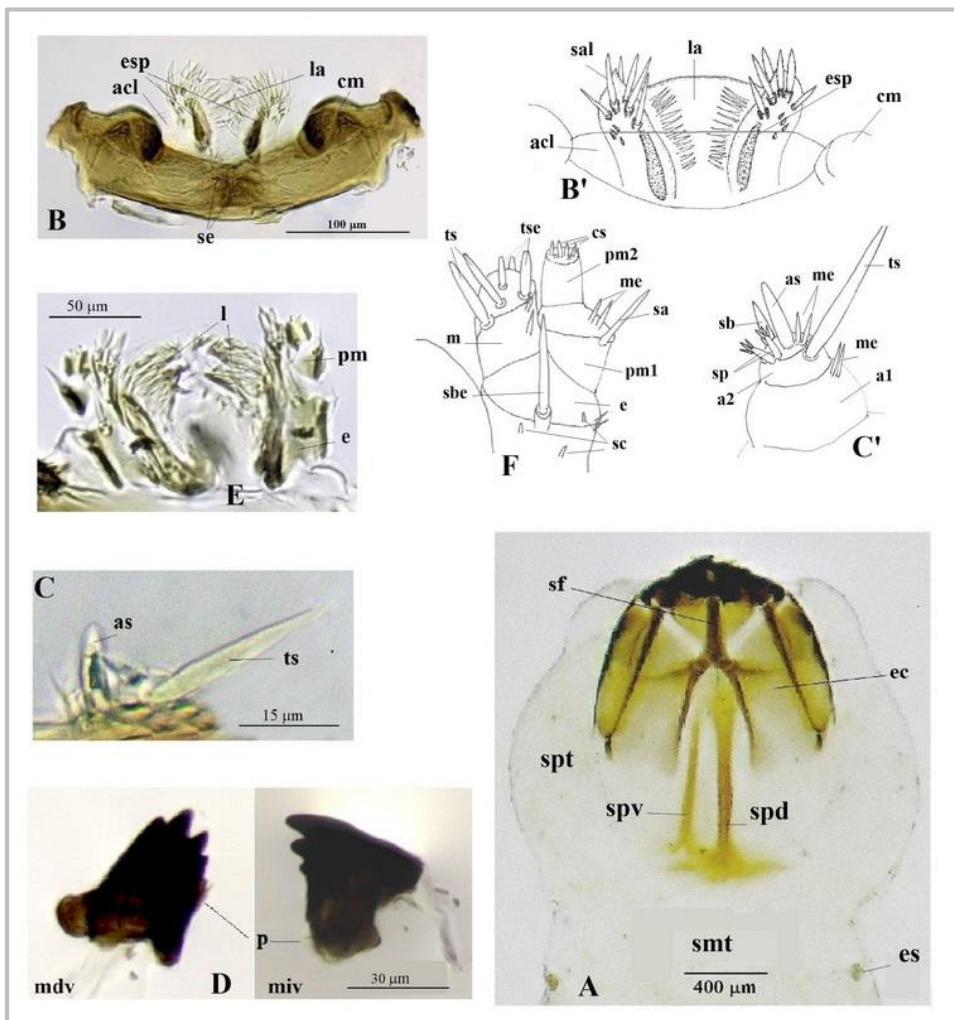 esp
la
acl
cm
B
se
100 µm
sal
la
esp
cm
acl
B'
50 µm
l
pm
e
E
ts
tse
cs
pm2
me
sa
m
pm1
sbe
e
sc
F
ts
as
me
sb
me
sp
a2
a1
C'
C
as
ts
15 µm
sf
ec
spt
spv
spd
smt
es
A
400 µm
p
mdv
D
miv
30 µm